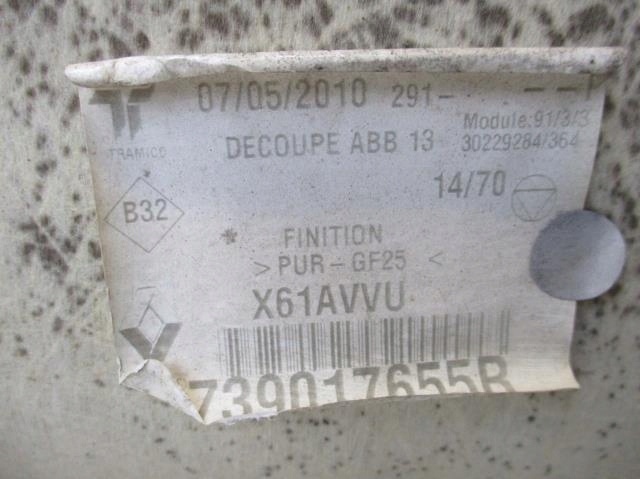 07/05/2010 291-
TRAMICO
DECOUPE ABB 13
Module: 91/3/3
30229284/364
14/70
B32
FINITION
> PUR-GF25 <
X61AVVU
739017655R